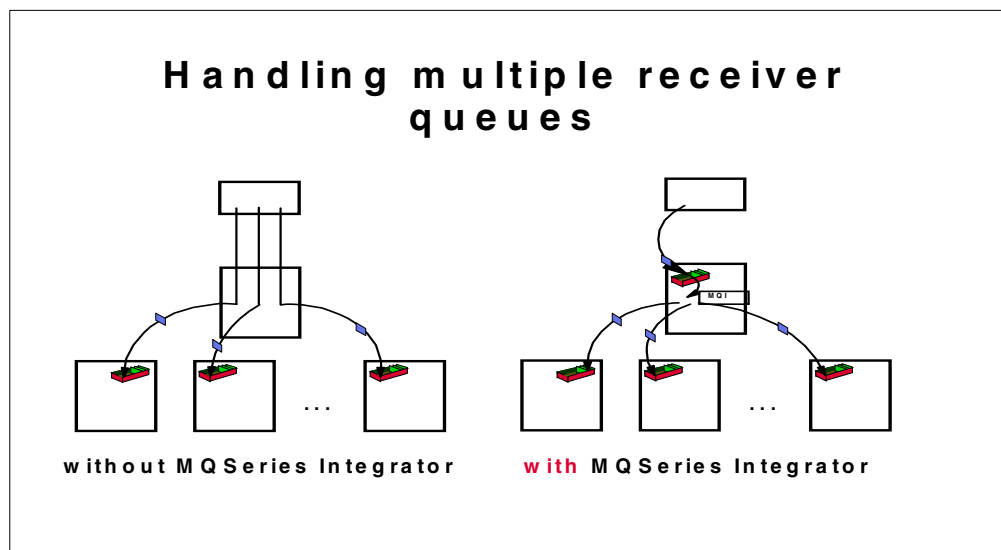 Handling multiple receiver
queues
MQI
...
...
without MQSeries Integrator
with MQSeries Integrator